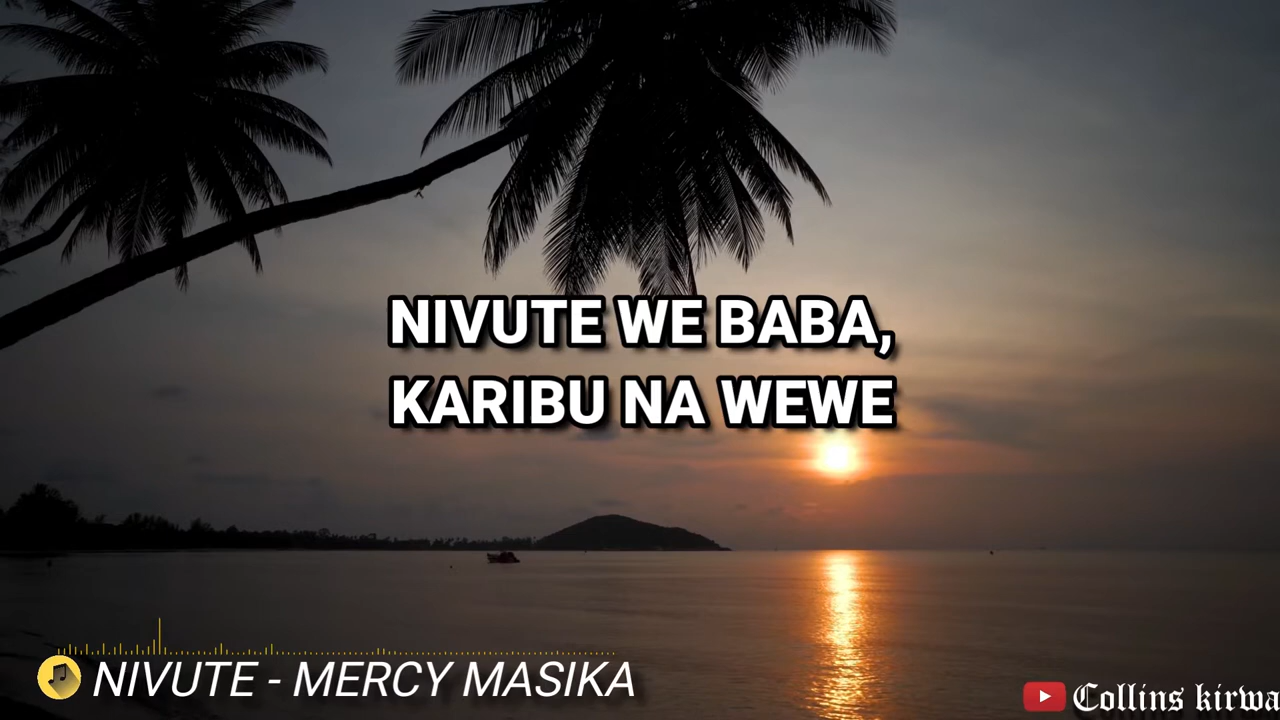 NIVUTE WE BABA,
KARIBU NA WEWE
NIVUTE - MERCY MASIKA
Collins kirwa